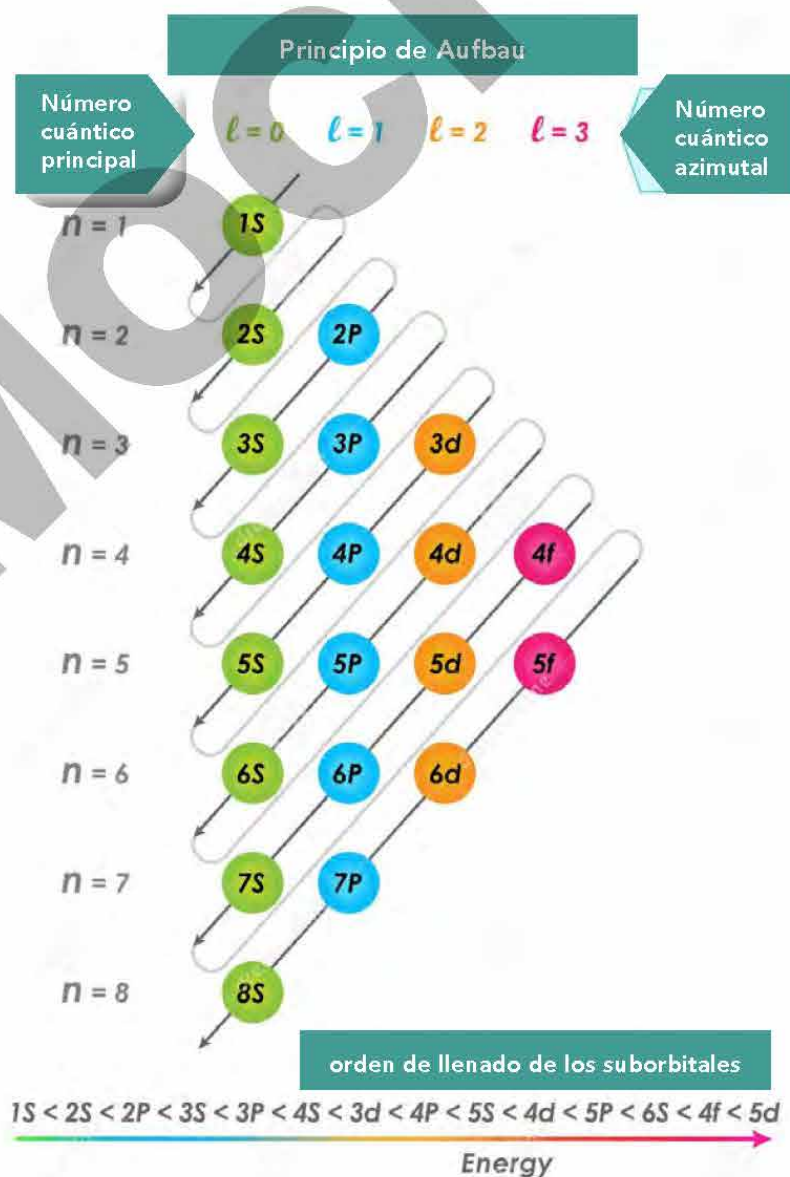 Principio de Aufbau
Número
cuántico
principal
ℓ = 0 ℓ = 1 ℓ = 2 ℓ = 3
Número
cuántico
azimutal
n = 1 1S
n = 2 2S 2P
n = 3 3S 3P 3d
n = 4 4S 4P 4d 4f
n = 5 5S 5P 5d 5f
n = 6 6S 6P 6d
n = 7 7S 7P
n = 8 8S
orden de llenado de los suborbitales
1S < 2S < 2P < 3S < 3P < 4S < 3d < 4P < 5S < 4d < 5P < 6S < 4f < 5d
Energy